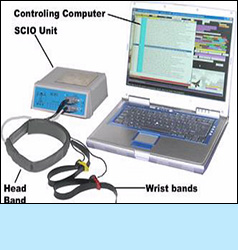 Controling Computer
SCIO Unit
Head
Band
Wrist bands